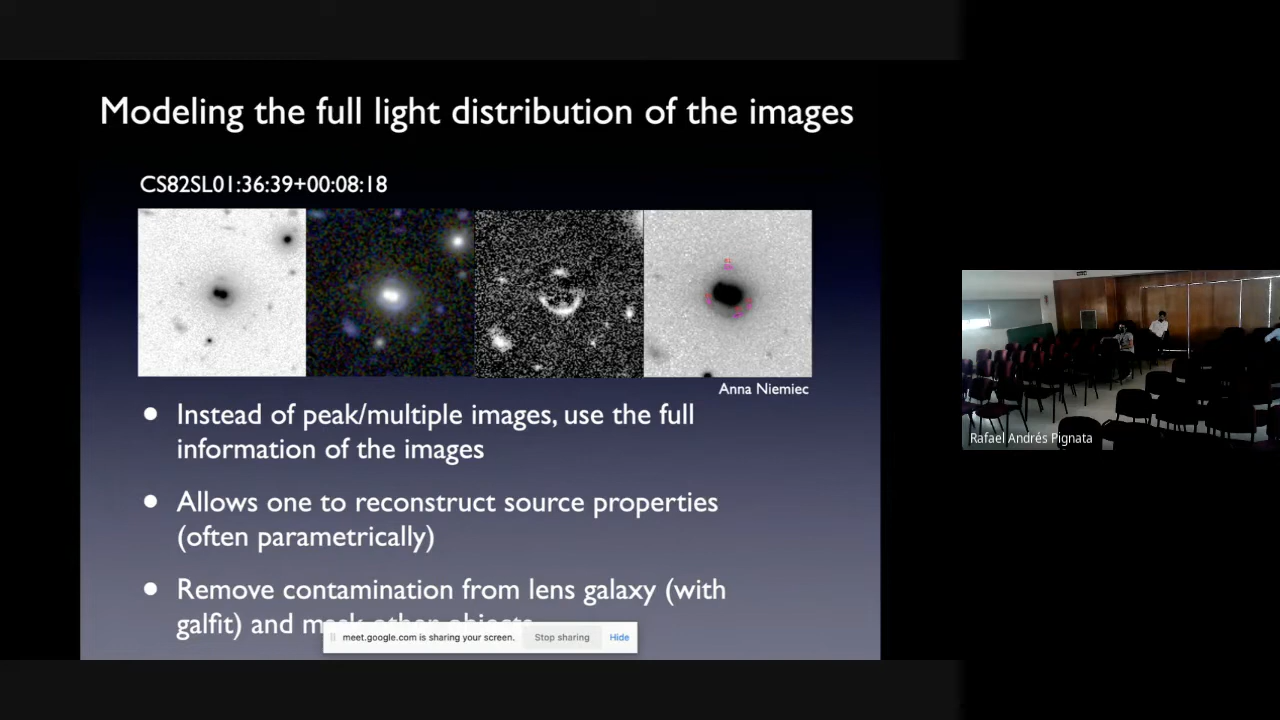 Modeling the full light distribution of the images
CS82SL01:36:39+00:08:18
Anna Niemiec
● Instead of peak/multiple images, use the full
information of the images
● Allows one to reconstruct source properties
(often parametrically)
● Remove contamination from lens galaxy (with
galfit) and mask other objects
meet.google.com is sharing your screen.
Stop sharing
Hide
Rafael Andrés Pignata